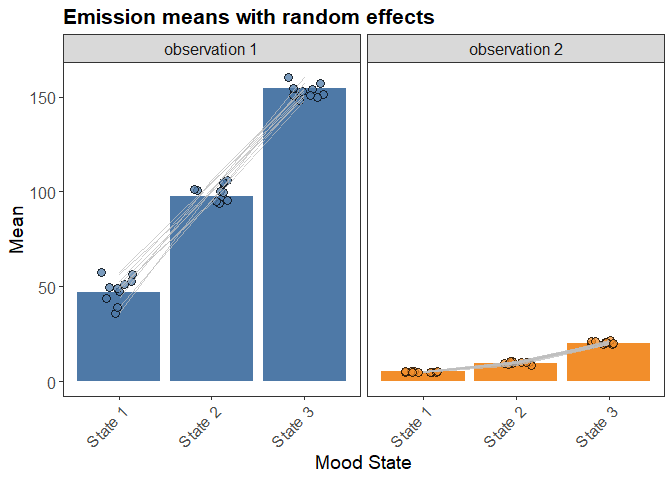 Emission means with random effects
observation 1
observation 2
Mean
150
100
50
0
State 1
State 2
State 3
State 1
State 2
State 3
Mood State